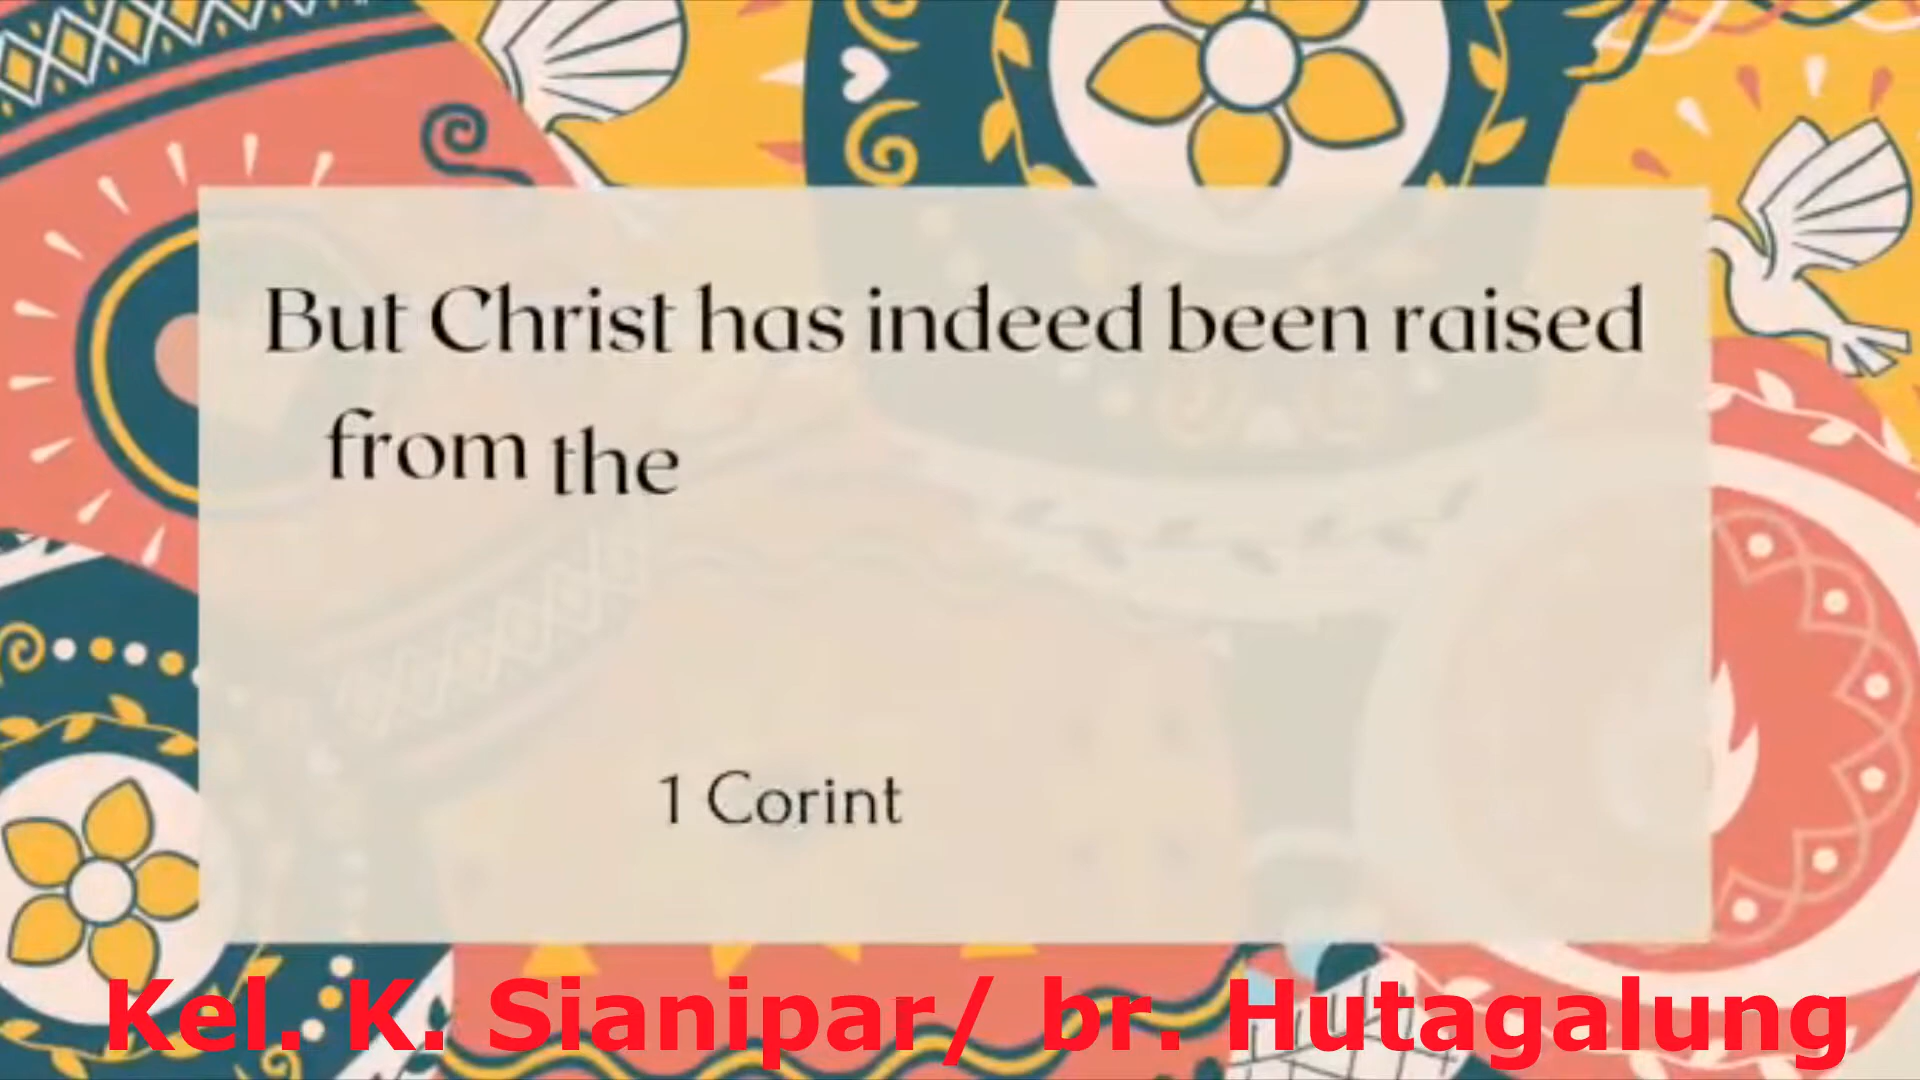 But Christ has indeed been raised
from the
1 Corint
Kel. K. Sianipar/ br. Hutagalung